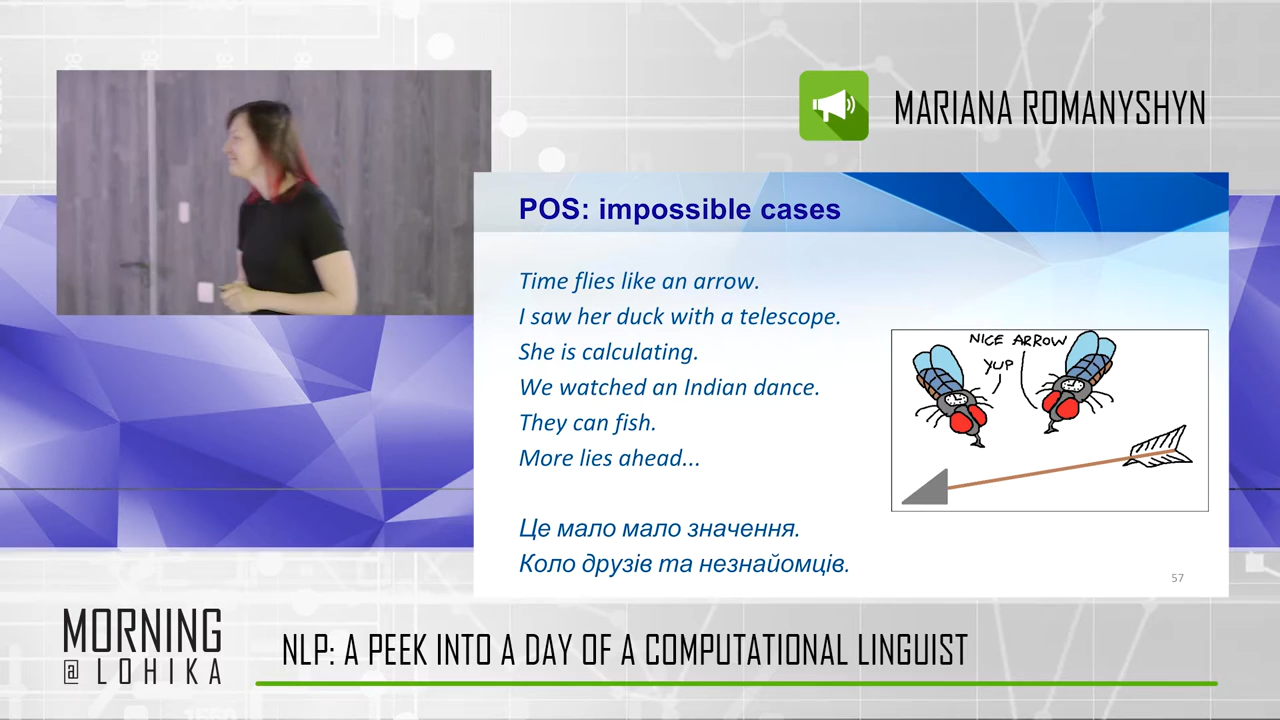 MARIANA ROMANYSHYN
POS: impossible cases
Time flies like an arrow.
I saw her duck with a telescope.
She is calculating.
We watched an Indian dance.
They can fish.
More lies ahead...
NICE ARROW
YUP
Це мало мало значення.
Коло друзів та незнайомців.
57
MORNING
@ LOHIKA
NLP: A PEEK INTO A DAY OF A COMPUTATIONAL LINGUIST